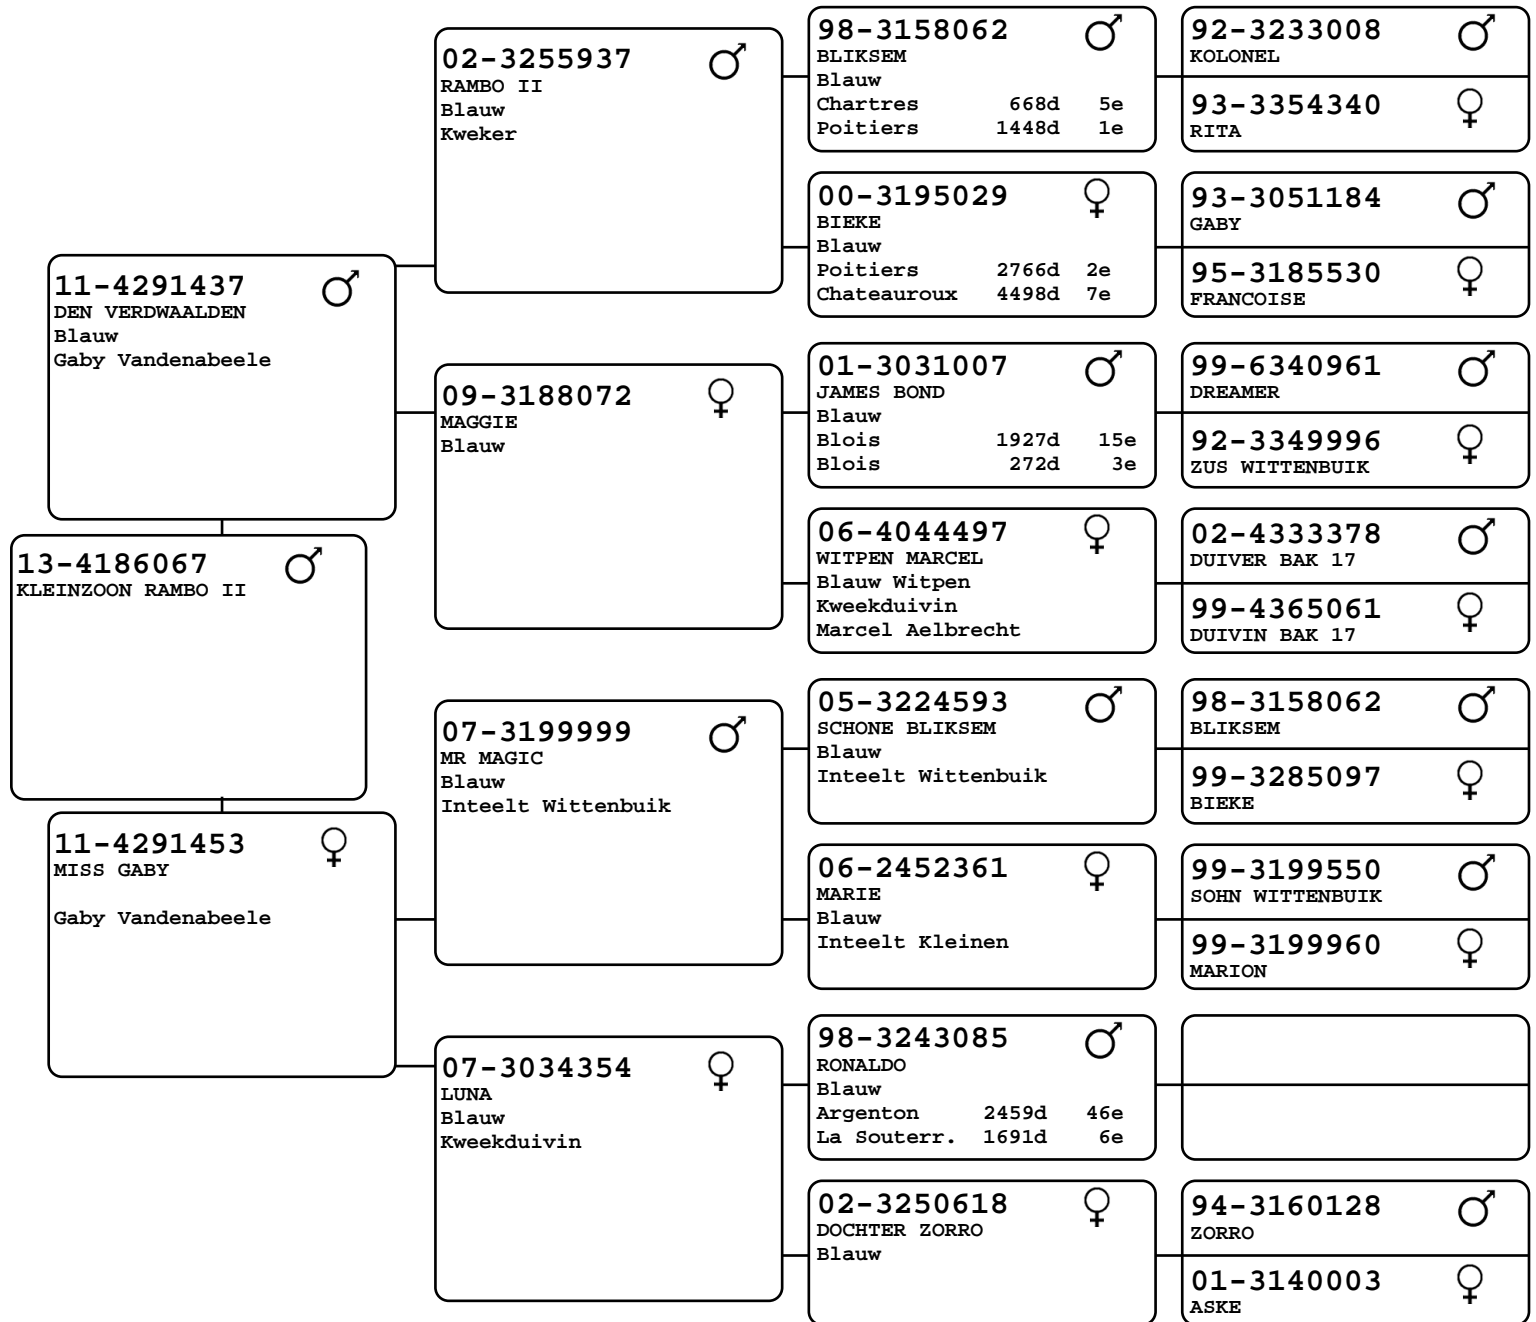 98-3158062
BLIKSEM
Blauw
Chartres 668d 5e
Poitiers 1448d 1e
92-3233008
KOLONEL
93-3354340
RITA
02-3255937
RAMBO II
Blauw
Kweker
00-3195029
BIEKE
Blauw
Poitiers 2766d 2e
Chateauroux 4498d 7e
93-3051184
GABY
95-3185530
FRANCOISE
11-4291437
DEN VERDWAALDEN
Blauw
Gaby Vandenabeele
01-3031007
JAMES BOND
Blauw
Blois 1927d 15e
Blois 272d 3e
99-6340961
DREAMER
92-3349996
ZUS WITTENBUIK
09-3188072
MAGGIE
Blauw
06-4044497
WITPEN MARCEL
Blauw Witpen
Kweekduivin
Marcel Aelbrecht
02-4333378
DUIVER BAK 17
99-4365061
DUIVIN BAK 17
13-4186067
KLEINZOON RAMBO II
05-3224593
SCHONE BLIKSEM
Blauw
Inteelt Wittenbuik
98-3158062
BLIKSEM
99-3285097
BIEKE
07-3199999
MR MAGIC
Blauw
Inteelt Wittenbuik
06-2452361
MARIE
Blauw
Inteelt Kleinen
99-3199550
SOHN WITTENBUIK
99-3199960
MARION
11-4291453
MISS GABY
Gaby Vandenabeele
98-3243085
RONALDO
Blauw
Argenton 2459d 46e
La Souterr. 1691d 6e
07-3034354
LUNA
Blauw
Kweekduivin
02-3250618
DOCHTER ZORRO
Blauw
94-3160128
ZORRO
01-3140003
ASKE